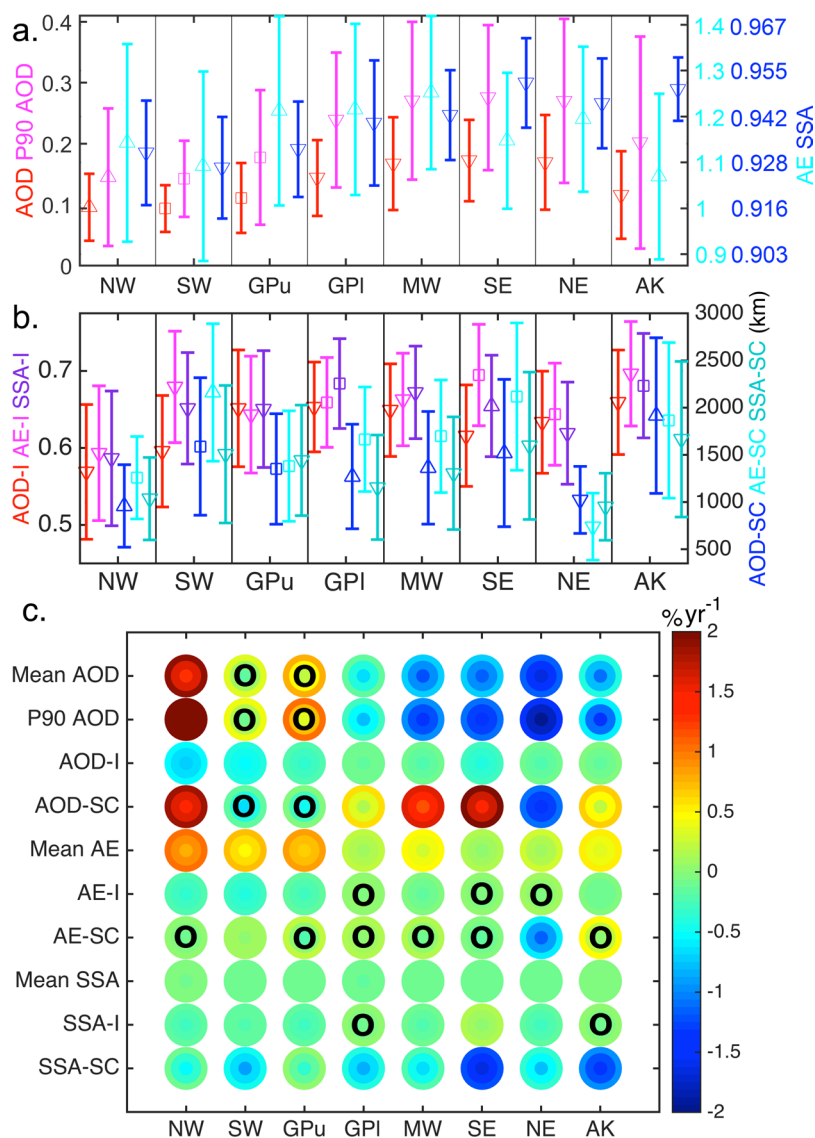 a.
0.4
0.3
0.2
0.1
0
AOD P90 AOD
1.4
1.3
1.2
1.1
1
0.9
0.967
0.955
0.942
0.928
0.916
0.903
AE SSA
NW SW GPu GPl MW SE NE AK
b.
0.7
0.6
0.5
AOD-I AE-I SSA-I
3000
2500
2000
1500
1000
500
AOD-SC AE-SC SSA-SC (km)
NW SW GPu GPl MW SE NE AK
c.
% yr-1
Mean AOD O O
P90 AOD O O
AOD-I
AOD-SC O O
Mean AE
AE-I O O O
AE-SC O O O O O O
Mean SSA
SSA-I O O
SSA-SC
NW SW GPu GPl MW SE NE AK
2
1.5
1
0.5
0
-0.5
-1
-1.5
-2